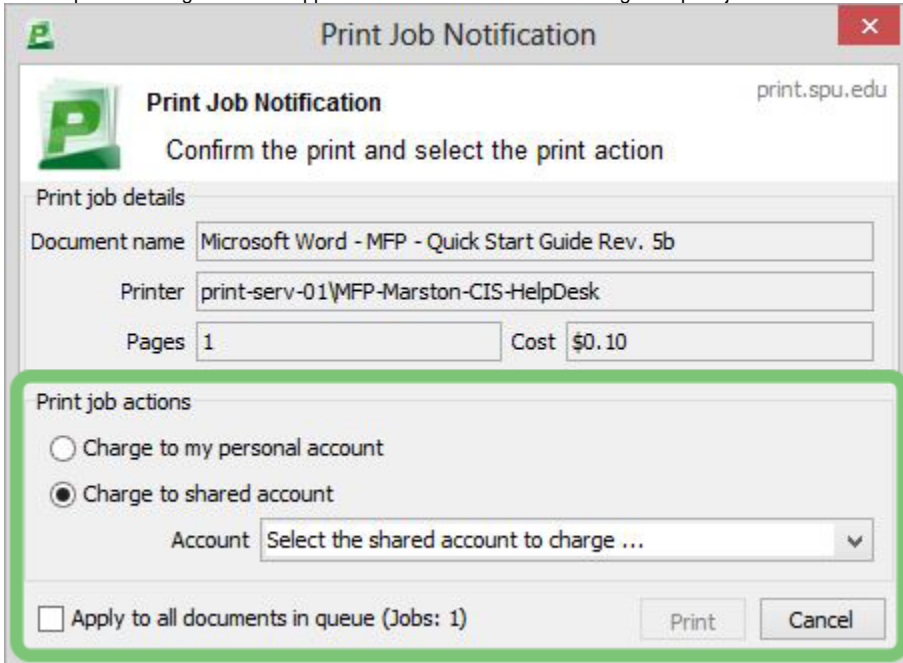 Print Job Notification
Print Job Notification
print.spu.edu
Confirm the print and select the print action
Print job details
Document name Microsoft Word - MFP - Quick Start Guide Rev. 5b
Printer print-serv-01\MFP-Marston-CIS-HelpDesk
Pages 1 Cost $0.10
Print job actions
Charge to my personal account
Charge to shared account
Account Select the shared account to charge ...
Apply to all documents in queue (Jobs: 1) Print Cancel